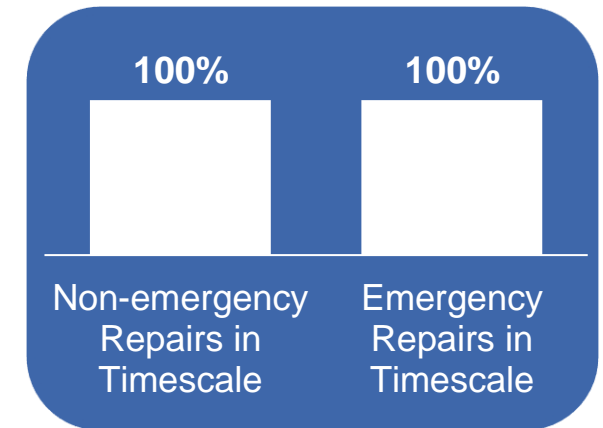 100%
100%
Non-emergency
Repairs in
Timescale
Emergency
Repairs in
Timescale